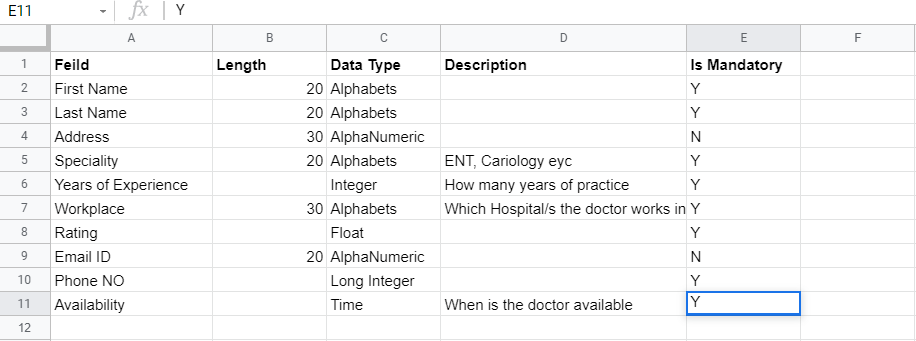 E11 fx Y
A B C D E F
1 Feild Length Data Type Description Is Mandatory
2 First Name 20 Alphabets Y
3 Last Name 20 Alphabets Y
4 Address 30 AlphaNumeric N
5 Speciality 20 Alphabets ENT, Cariology eyc Y
6 Years of Experience Integer How many years of practice Y
7 Workplace 30 Alphabets Which Hospital/s the doctor works in Y
8 Rating Float Y
9 Email ID 20 AlphaNumeric N
10 Phone NO Long Integer Y
11 Availability Time When is the doctor available Y
12